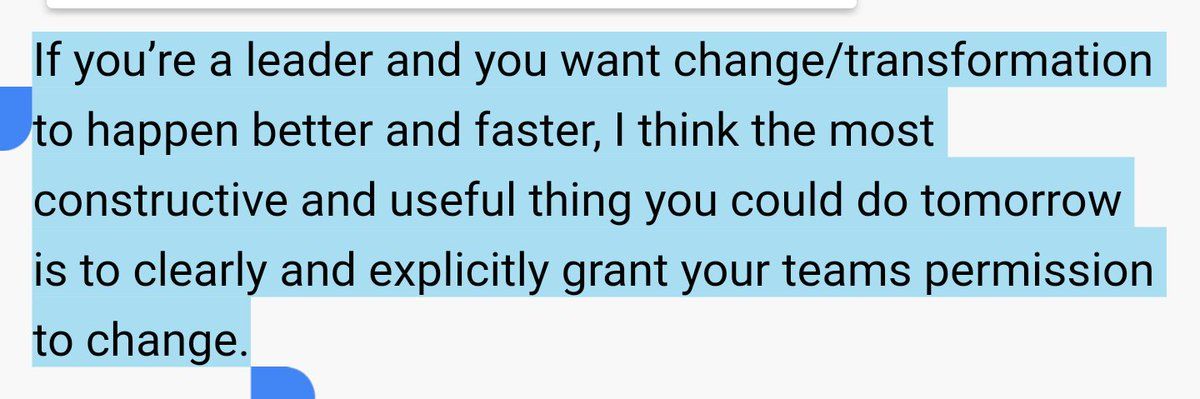 If you’re a leader and you want change/transformation
to happen better and faster, I think the most
constructive and useful thing you could do tomorrow
is to clearly and explicitly grant your teams permission
to change.